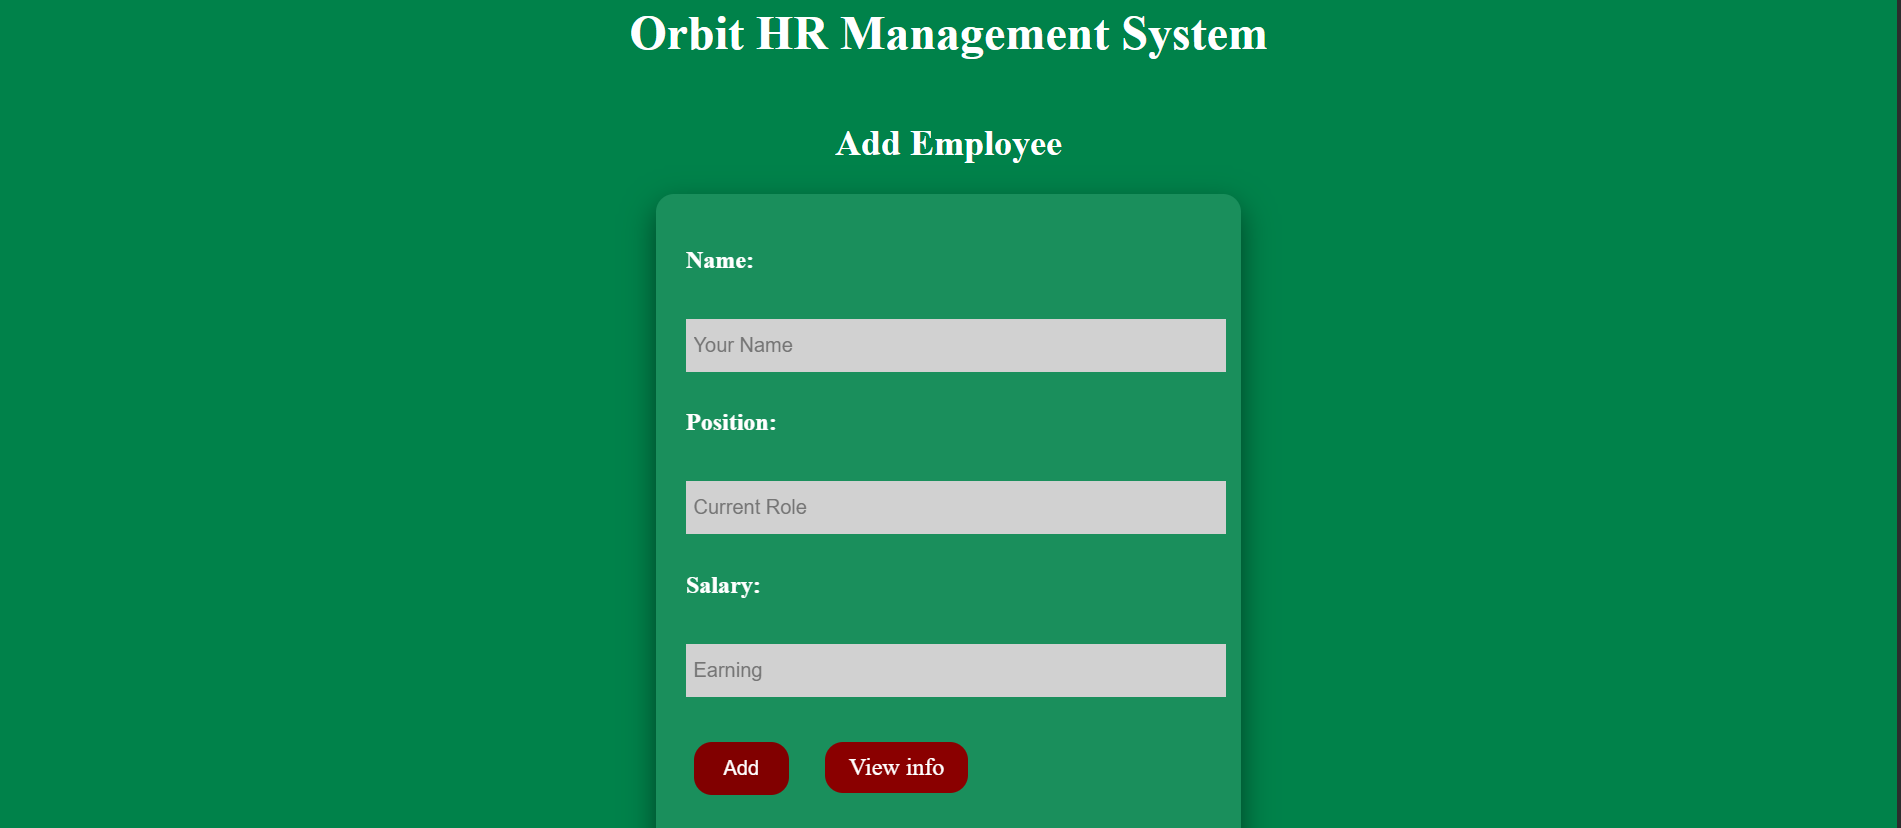 Orbit HR Management System
Add Employee
Name:
Your Name
Position:
Current Role
Salary:
Earning
Add View info